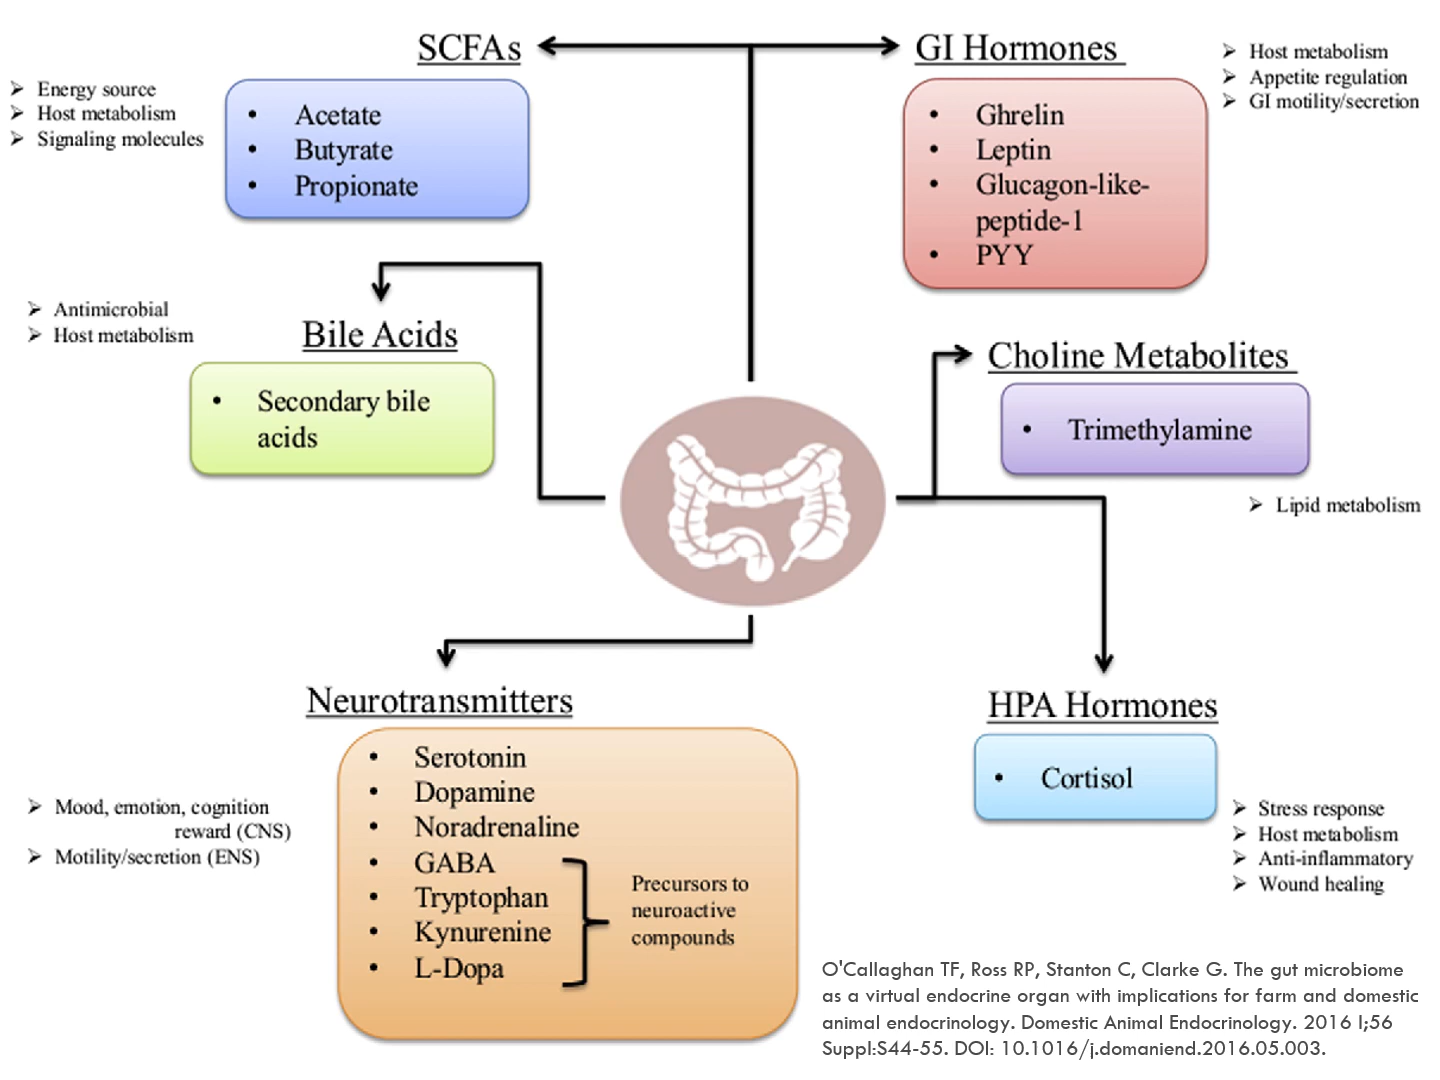 SCFAs
➢ Energy source
➢ Host metabolism
➢ Signaling molecules
• Acetate
• Butyrate
• Propionate
GI Hormones
➢ Host metabolism
➢ Appetite regulation
➢ GI motility/secretion
• Ghrelin
• Leptin
• Glucagon-like-
peptide-1
• PYY
➢ Antimicrobial
➢ Host metabolism
Bile Acids
• Secondary bile
acids
Choline Metabolites
• Trimethylamine
➢ Lipid metabolism
Neurotransmitters
• Serotonin
• Dopamine
• Noradrenaline
• GABA
• Tryptophan
• Kynurenine
• L-Dopa
Precursors to
neuroactive
compounds
➢ Mood, emotion, cognition
reward (CNS)
➢ Motility/secretion (ENS)
HPA Hormones
• Cortisol
➢ Stress response
➢ Host metabolism
➢ Anti-inflammatory
➢ Wound healing
O'Callaghan TF, Ross RP, Stanton C, Clarke G. The gut microbiome
as a virtual endocrine organ with implications for farm and domestic
animal endocrinology. Domestic Animal Endocrinology. 2016 I;56
Suppl:S44-55. DOI: 10.1016/j.domaniend.2016.05.003.